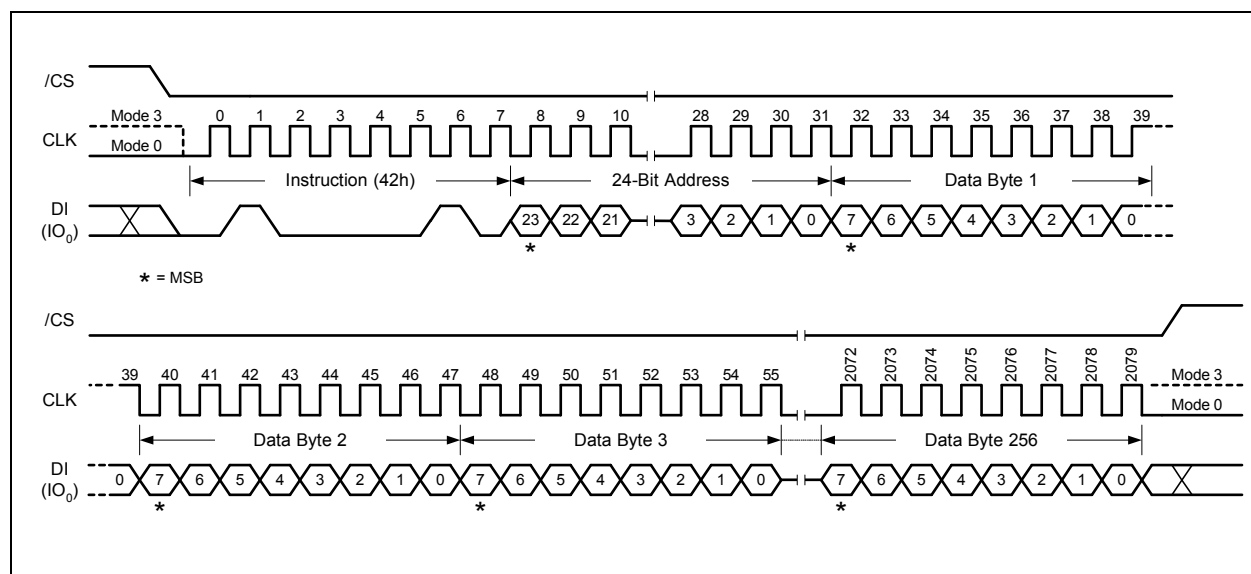 /CS
Mode 3 0 1 2 3 4 5 6 7 8 9 10 28 29 30 31 32 33 34 35 36 37 38 39
CLK
Mode 0
Instruction (42h) 24-Bit Address Data Byte 1
DI
(IO0)
23 22 21 3 2 1 0 7 6 5 4 3 2 1 0
* *
* = MSB
/CS
39 40 41 42 43 44 45 46 47 48 49 50 51 52 53 54 55 2072 2073 2074 2075 2076 2077 2078 2079 Mode 3
CLK
Mode 0
Data Byte 2 Data Byte 3 Data Byte 256
DI
(IO0)
0 7 6 5 4 3 2 1 0 7 6 5 4 3 2 1 0 7 6 5 4 3 2 1 0
* * *